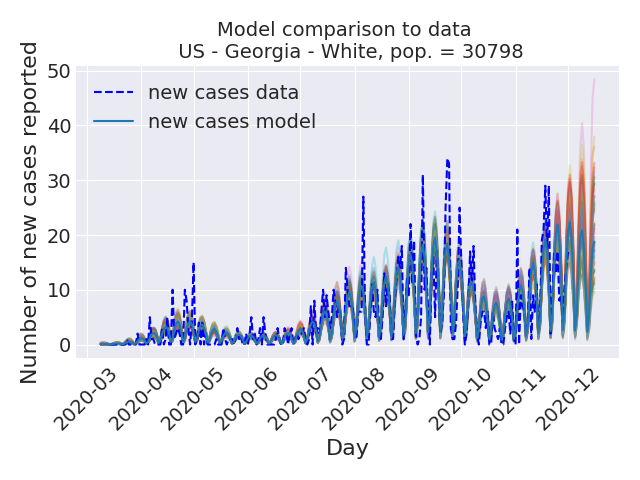 Model comparison to data
US - Georgia - White, pop. = 30798
Number of new cases reported
50
40
30
20
10
0
new cases data
new cases model
2020-03
2020-04
2020-05
2020-06
2020-07
2020-08
2020-09
2020-10
2020-11
2020-12
Day